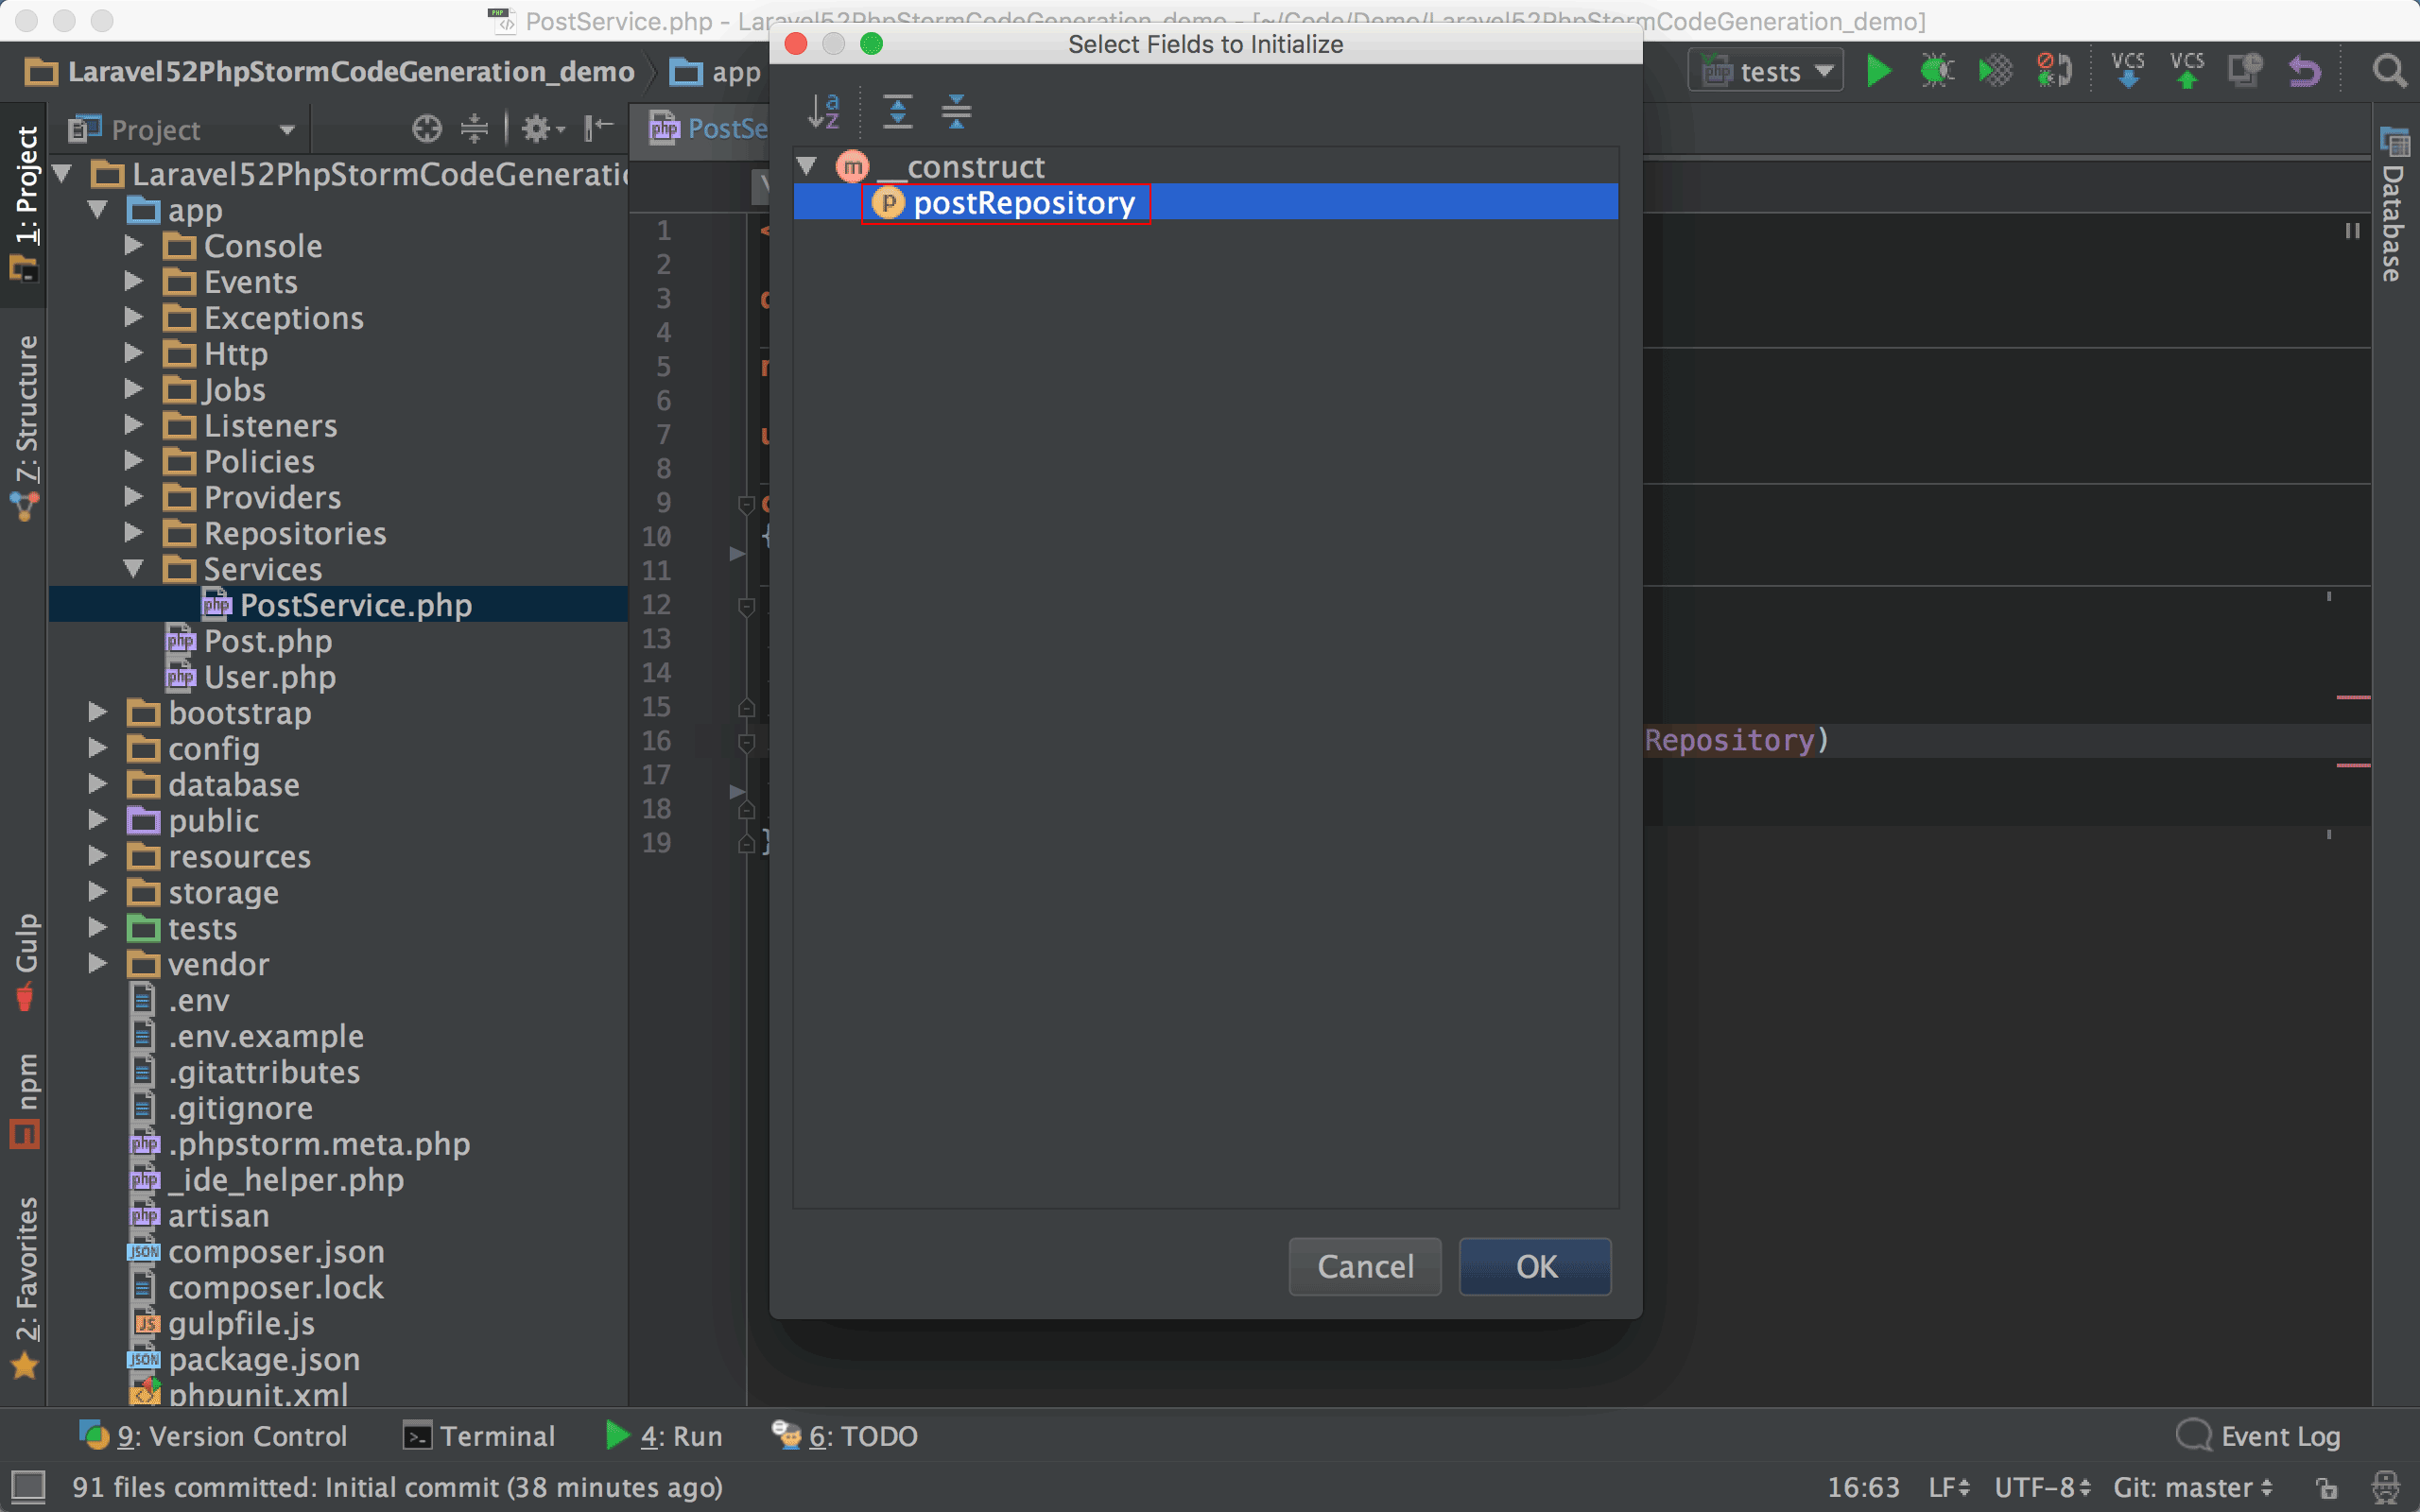 PostService.php - Laravel52PhpStormCodeGeneration_demo - [~/Code/Demo/Laravel52PhpStormCodeGeneration_demo]
Select Fields to Initialize
Laravel52PhpStormCodeGeneration_demo
app
tests
VCS
VCS
Project
PostSe
1: Project
7: Structure
Gulp
npm
2: Favorites
Database
__construct
postRepository
Laravel52PhpStormCodeGeneratio
app
Console
Events
Exceptions
Http
Jobs
Listeners
Policies
Providers
Repositories
Services
PostService.php
Post.php
User.php
bootstrap
config
database
public
resources
storage
tests
vendor
.env
.env.example
.gitattributes
.gitignore
.phpstorm.meta.php
_ide_helper.php
artisan
composer.json
composer.lock
gulpfile.js
package.json
phpunit.xml
1
2
3
4
5
6
7
8
9
10 {
11
12
13
14
15
16 Repository)
17
18
19 }
Cancel
OK
9: Version Control
Terminal
4: Run
6: TODO
Event Log
91 files committed: Initial commit (38 minutes ago)
16:63
LF
UTF-8
Git: master